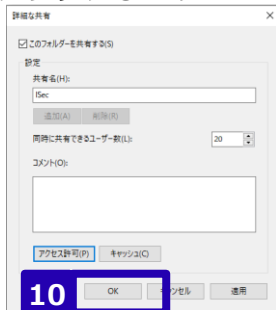 詳細な共有
このフォルダーを共有する(S)
設定
共有名(H):
ISec
追加(A) 削除(R)
同時に共有できるユーザー数(L): 20
コメント(O):
アクセス許可(P) キャッシュ(C)
10 OK ャンセル 適用